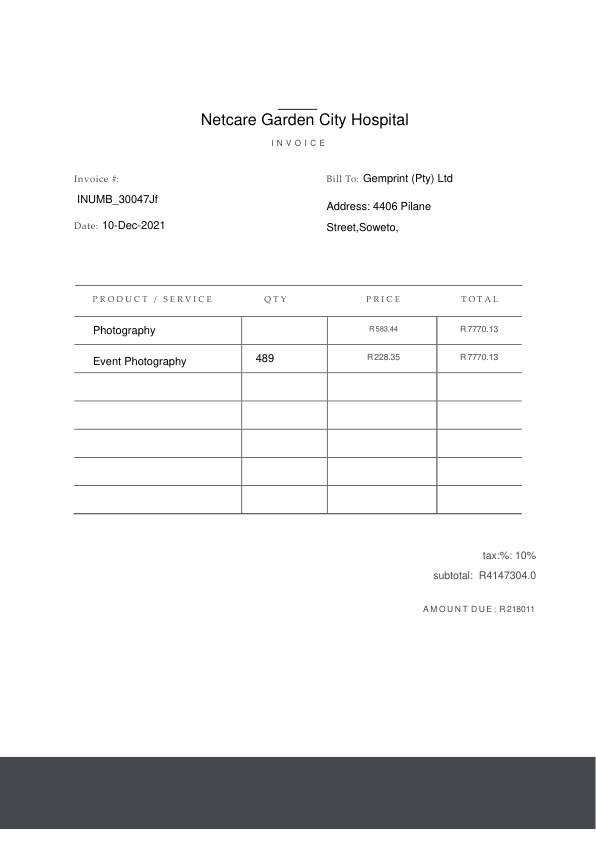 Netcare Garden City Hospital
INVOICE
Invoice #:
INUMB_30047Jf
Date: 10-Dec-2021
Bill To: Gemprint (Pty) Ltd
Address: 4406 Pilane
Street,Soweto,
PRODUCT / SERVICE QTY PRICE TOTAL
Photography R583.44 R7770.13
Event Photography 489 R228.35 R7770.13
tax:%: 10%
subtotal: R4147304.0
AMOUNT DUE: R218011